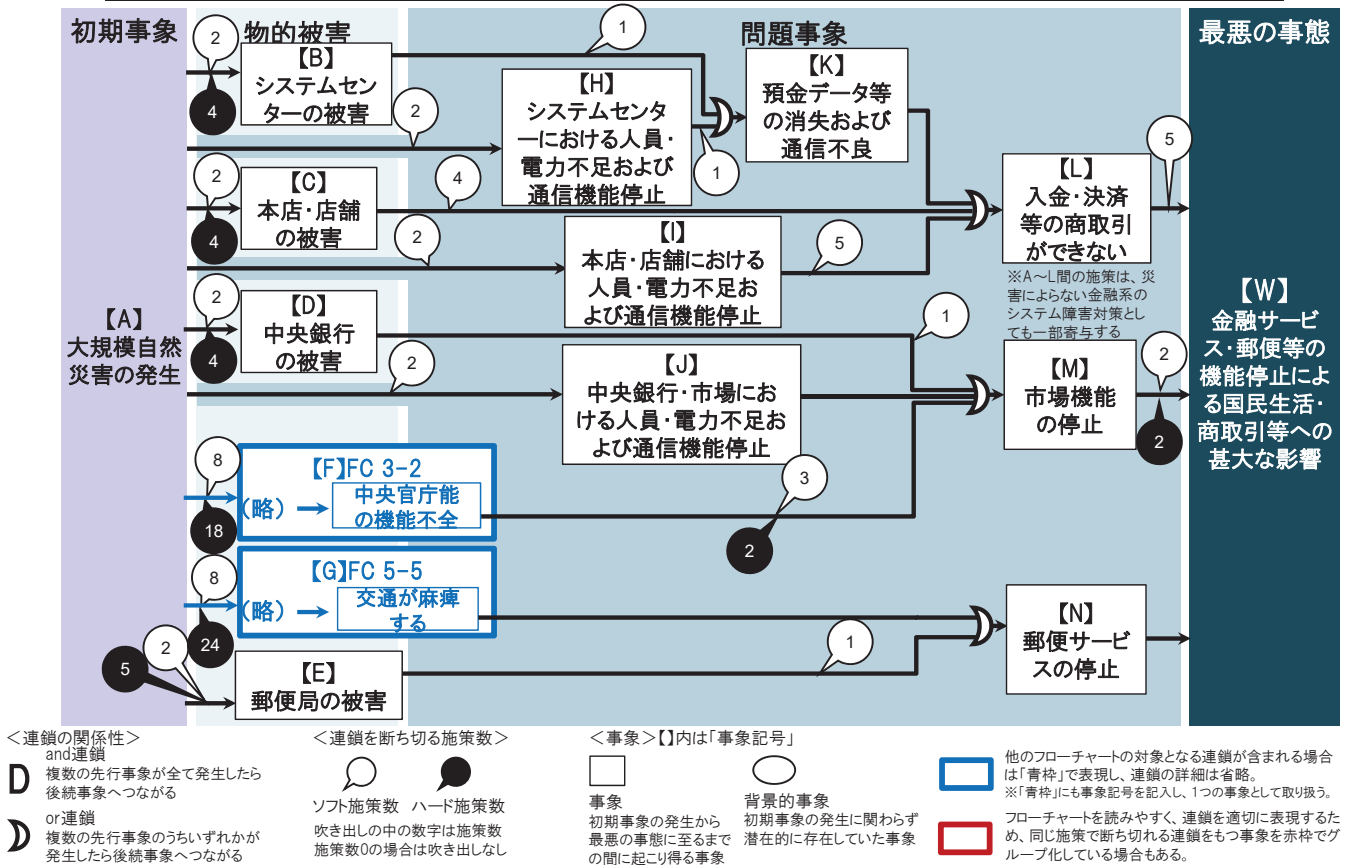 初期事象
物的被害
問題事象
最悪の事態
【A】
大規模自然
災害の発生
2
4
【B】
システムセン
ターの被害
1
2
【H】
システムセンタ
ーにおける人員・
電力不足および
通信機能停止
1
【K】
預金データ等
の消失および
通信不良
2
4
【C】
本店・店舗
の被害
4
2
【I】
本店・店舗における
人員・電力不足お
よび通信機能停止
5
【L】
入金・決済
等の商取引
ができない
5
※A~L間の施策は、災
害によらない金融系の
システム障害対策とし
ても一部寄与する
2
4
【D】
中央銀行
の被害
1
2
【J】
中央銀行・市場にお
ける人員・電力不足お
よび通信機能停止
【M】
市場機能
の停止
2
2
8
18
【F】FC 3-2
(略)
中央官庁能
の機能不全
3
2
8
24
【G】FC 5-5
(略)
交通が麻痺
する
2
5
【E】
郵便局の被害
1
【N】
郵便サービ
スの停止
【W】
金融サービ
ス・郵便等の
機能停止によ
る国民生活・
商取引等への
甚大な影響
<連鎖の関係性>
and連鎖
複数の先行事象が全て発生したら
後続事象へつながる
or連鎖
複数の先行事象のうちいずれかが
発生したら後続事象へつながる
<連鎖を断ち切る施策数>
ソフト施策数 ハード施策数
吹き出しの中の数字は施策数
施策数0の場合は吹き出しなし
<事象>【】内は「事象記号」
事象
初期事象の発生から
最悪の事態に至るまで
の間に起こり得る事象
背景的事象
初期事象の発生に関わらず
潜在的に存在していた事象
他のフローチャートの対象となる連鎖が含まれる場合
は「青枠」で表現し、連鎖の詳細は省略。
※「青枠」にも事象記号を記入し、1つの事象として取り扱う。
フローチャートを読みやすく、連鎖を適切に表現するた
め、同じ施策で断ち切れる連鎖をもつ事象を赤枠でグ
ループ化している場合もある。